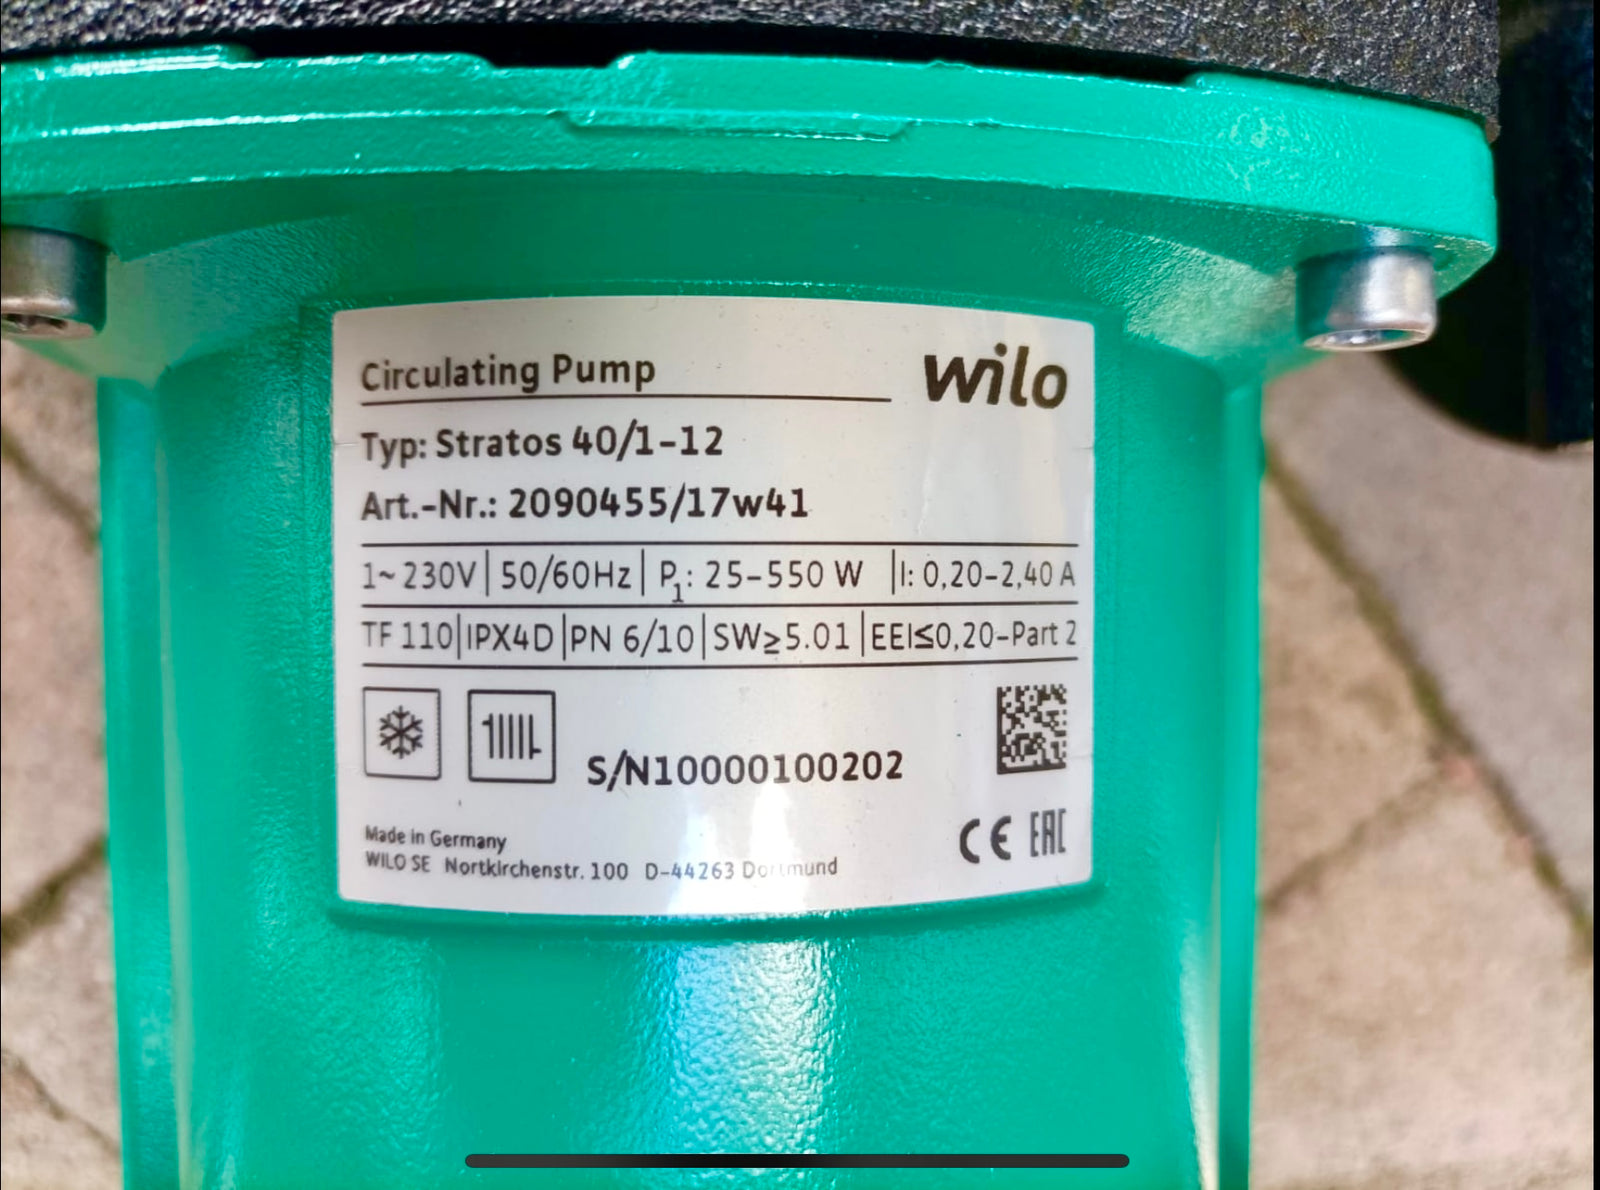 Circulating Pump wilo
Typ: Stratos 40/1-12
Art.-Nr.: 2090455/17w41
1~ 230V | 50/60Hz | P1: 25-550 W | I: 0,20-2,40 A
TF 110 | IPX4D | PN 6/10 | SW≥5.01 | EEI≤0,20-Part 2
S/N10000100202
Made in Germany
WILO SE Nortkirchenstr. 100 D-44263 Dortmund
CE EAC